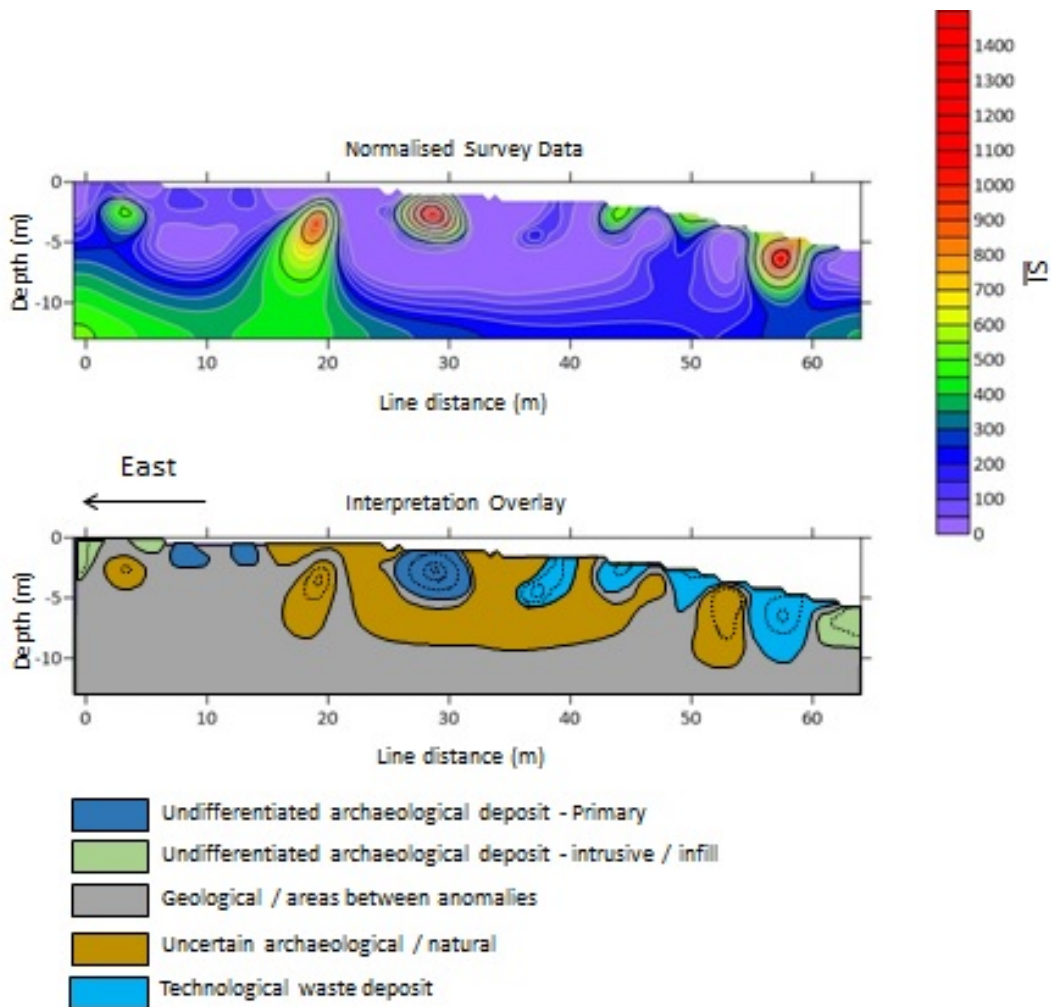 Normalised Survey Data
Depth (m)
0
-5
-10
0
10
20
30
40
50
60
Line distance (m)
1400
1300
1200
1100
1000
900
800
700
600
500
400
300
200
100
0
SI
East
Interpretation Overlay
Depth (m)
0
-5
-10
0
10
20
30
40
50
60
Line distance (m)
Undifferentiated archaeological deposit - Primary
Undifferentiated archaeological deposit - intrusive / infill
Geological / areas between anomalies
Uncertain archaeological / natural
Technological waste deposit